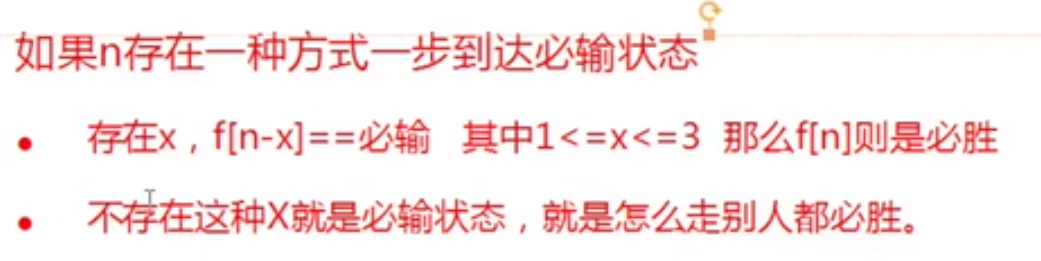 如果n存在一种方式一步到达必输状态
• 存在x，f[n-x]==必输 其中1<=x<=3 那么f[n]则是必胜
• 不存在这种X就是必输状态，就是怎么走别人都必胜。